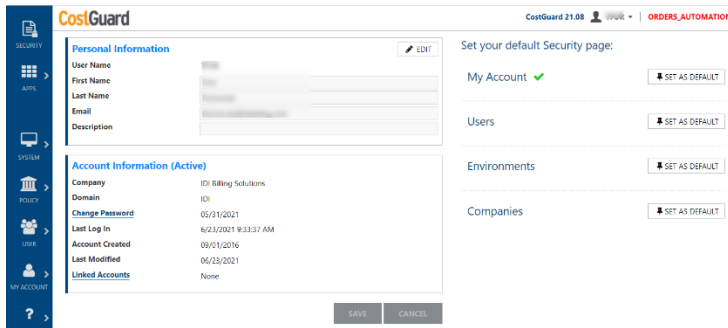 CostGuard
CostGuard 21.08
ORDERS_AUTOMATION
SECURITY
APPS
SYSTEM
POLICY
USER
MY ACCOUNT
?
Personal Information
EDIT
User Name
First Name
Last Name
Email
Description
Account Information (Active)
Company IDI Billing Solutions
Domain IDI
Change Password 05/31/2021
Last Log In 6/23/2021 9:33:37 AM
Account Created 09/01/2016
Last Modified 06/23/2021
Linked Accounts None
SAVE CANCEL
Set your default Security page:
My Account SET AS DEFAULT
Users SET AS DEFAULT
Environments SET AS DEFAULT
Companies SET AS DEFAULT